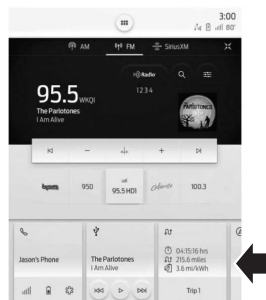 3:00
80°
AM
FM
SiriusXM
Radio
1 2 3 4
95.5 WKQI
The Parlotones
I Am Alive
PARLOTONES
950
95.5 HD1
100.3
Jason's Phone
The Parlotones
I Am Alive
04:15:16 hrs
215.6 miles
3.6 mi/kWh
Trip 1